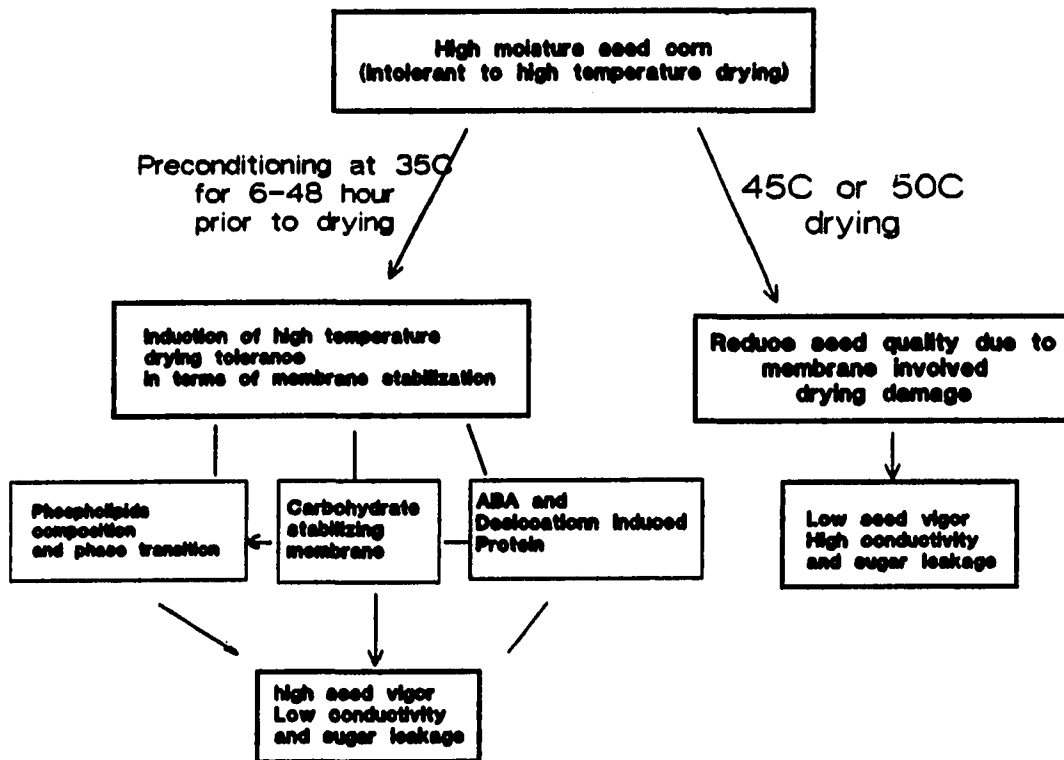 High moisture seed corn
(Intolerant to high temperature drying)
Preconditioning at 35C
for 6-48 hour
prior to drying
45C or 50C
drying
Induction of high temperature
drying tolerance
in terms of membrane stabilization
Reduce seed quality due to
membrane involved
drying damage
Phospholipids
composition
and phase transition
Carbohydrate
stabilizing
membrane
ABA and
Desiccationn Induced
Protein
Low seed vigor
High conductivity
and sugar leakage
high seed vigor
Low conductivity
and sugar leakage